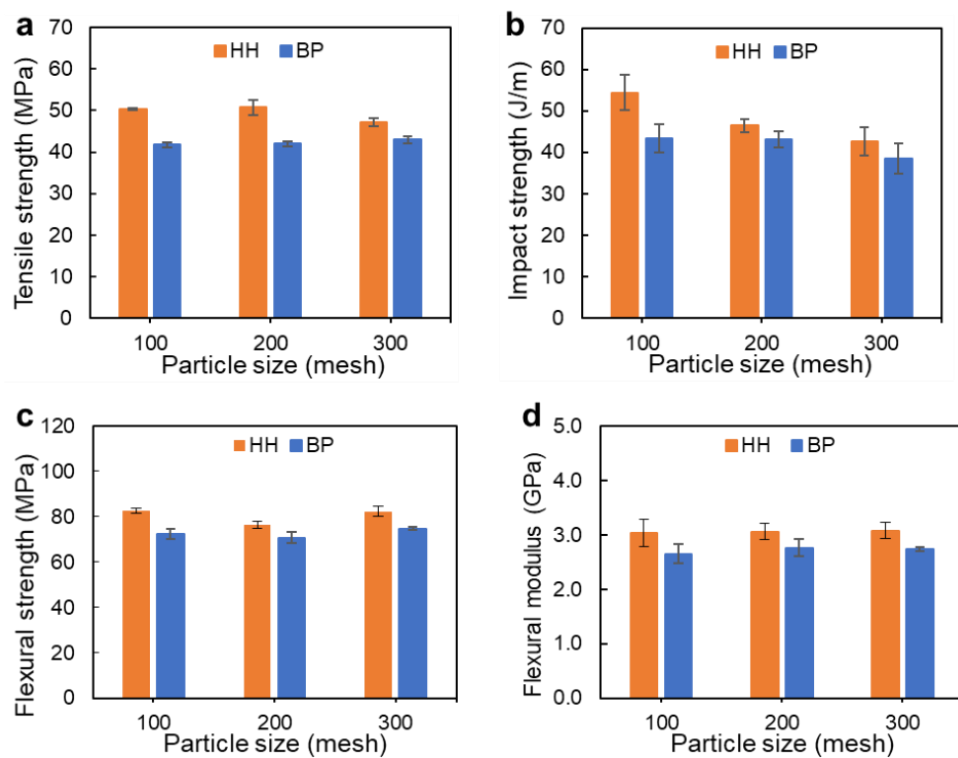 a
70
60
50
40
30
20
10
0
Tensile strength (MPa)
HH BP
100 200 300
Particle size (mesh)
b
70
60
50
40
30
20
10
0
Impact strength (J/m)
HH BP
100 200 300
Particle size (mesh)
c
120
100
80
60
40
20
0
Flexural strength (MPa)
HH BP
100 200 300
Particle size (mesh)
d
5.0
4.0
3.0
2.0
1.0
0.0
Flexural modulus (GPa)
HH BP
100 200 300
Particle size (mesh)